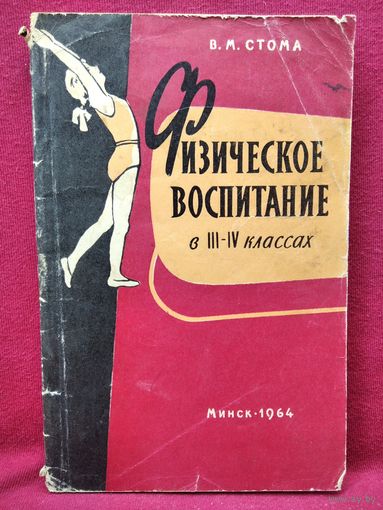 В. М. СТОМА
ФИЗИЧЕСКОЕ
ВОСПИТАНИЕ
в III-IV классах
МИНСК·1964